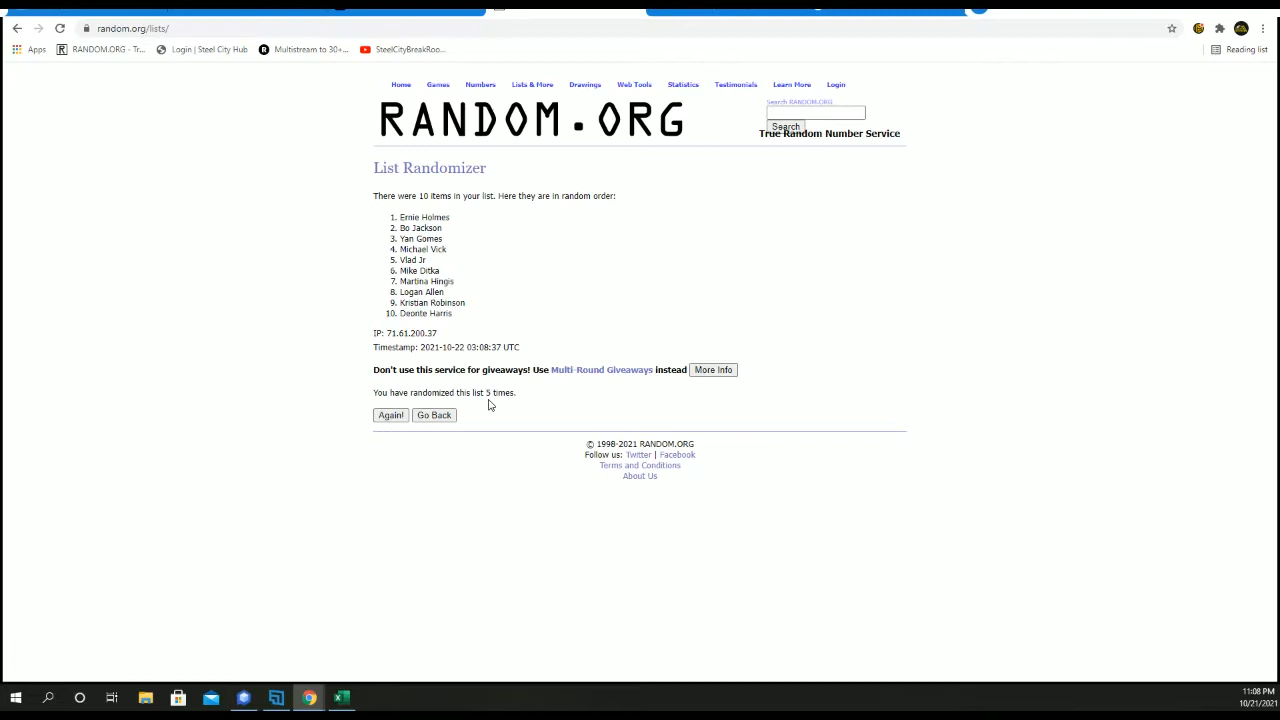 random.org/lists/
Apps
RANDOM.ORG - Tr...
Login | Steel City Hub
Multistream to 30+...
SteelCityBreakRoo...
Reading list
Home Games Numbers Lists & More Drawings Web Tools Statistics Testimonials Learn More Login
RANDOM.ORG
Search RANDOM.ORG
Search
True Random Number Service
List Randomizer
There were 10 items in your list. Here they are in random order:
1. Ernie Holmes
2. Bo Jackson
3. Yan Gomes
4. Michael Vick
5. Vlad Jr
6. Mike Ditka
7. Martina Hingis
8. Logan Allen
9. Kristian Robinson
10. Deonte Harris
IP: 71.61.200.37
Timestamp: 2021-10-22 03:08:37 UTC
Don't use this service for giveaways! Use Multi-Round Giveaways instead More Info
You have randomized this list 5 times.
Again! Go Back
© 1998-2021 RANDOM.ORG
Follow us: Twitter | Facebook
Terms and Conditions
About Us
11:08 PM
10/21/2021